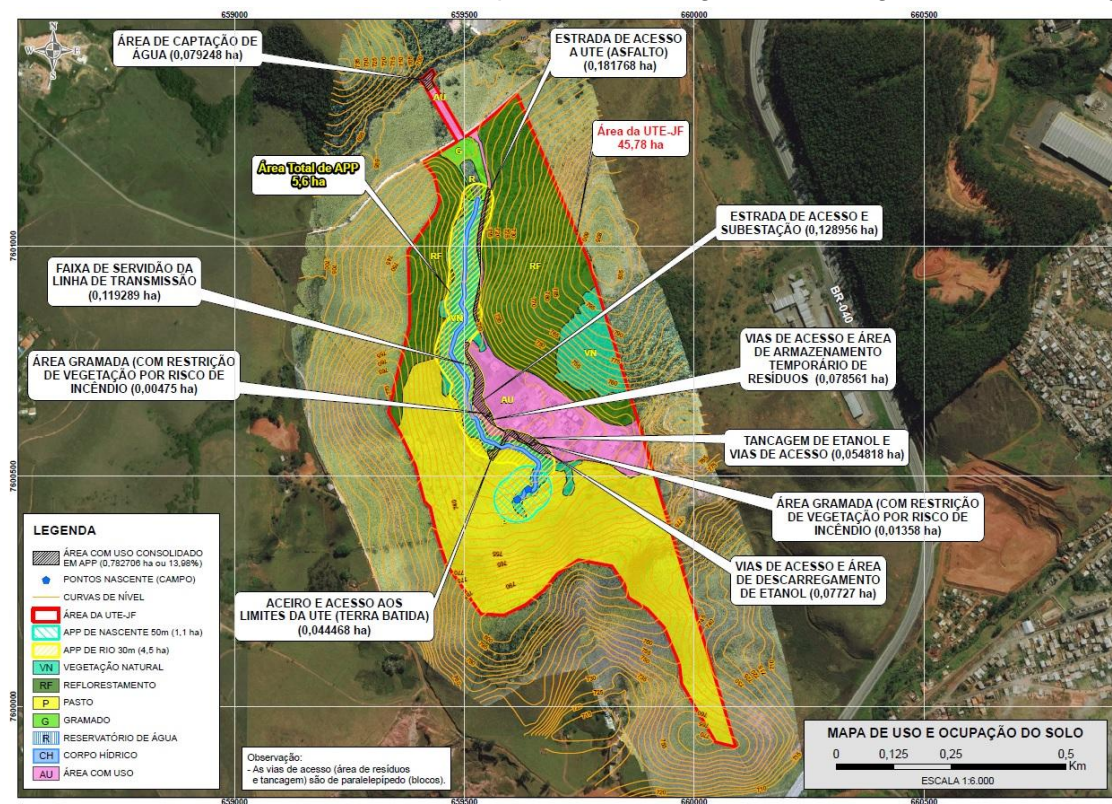 659000
659500
660000
660500
ÁREA DE CAPTAÇÃO DE
ÁGUA (0,079248 ha)
ESTRADA DE ACESSO
A UTE (ASFALTO)
(0,181768 ha)
Área da UTE-JF
45,78 ha
Área Total de APP
5,6 ha
ESTRADA DE ACESSO E
SUBESTAÇÃO (0,128956 ha)
7601000
7601000
FAIXA DE SERVIDÃO DA
LINHA DE TRANSMISSÃO
(0,119289 ha)
BR-040
ÁREA GRAMADA (COM RESTRIÇÃO
DE VEGETAÇÃO POR RISCO DE
INCÊNDIO (0,00475 ha)
VIAS DE ACESSO E ÁREA
DE ARMAZENAMENTO
TEMPORÁRIO DE
RESÍDUOS (0,078561 ha)
TANCAGEM DE ETANOL E
VIAS DE ACESSO (0,054818 ha)
7600500
7600500
ÁREA GRAMADA (COM RESTRIÇÃO
DE VEGETAÇÃO POR RISCO DE
INCÊNDIO (0,01358 ha)
VIAS DE ACESSO E ÁREA
DE DESCARREGAMENTO
DE ETANOL (0,07727 ha)
ACEIRO E ACESSO AOS
LIMITES DA UTE (TERRA BATIDA)
(0,044468 ha)
AU
G
R
RF
RF
VN
VN
AU
LEGENDA
ÁREA COM USO CONSOLIDADO
EM APP (0,782706 ha ou 13,98%)
PONTOS NASCENTE (CAMPO)
CURVAS DE NÍVEL
ÁREA DA UTE-JF
APP DE NASCENTE 50m (1,1 ha)
APP DE RIO 30m (4,5 ha)
VN VEGETAÇÃO NATURAL
RF REFLORESTAMENTO
P PASTO
G GRAMADO
R RESERVATÓRIO DE ÁGUA
CH CORPO HÍDRICO
AU ÁREA COM USO
7600000
7600000
Observação:
- As vias de acesso (área de resíduos
e tancagem) são de paralelepípedo (blocos).
MAPA DE USO E OCUPAÇÃO DO SOLO
0 0,125 0,25 0,5
Km
ESCALA 1:6.000
659000
659500
660000
660500